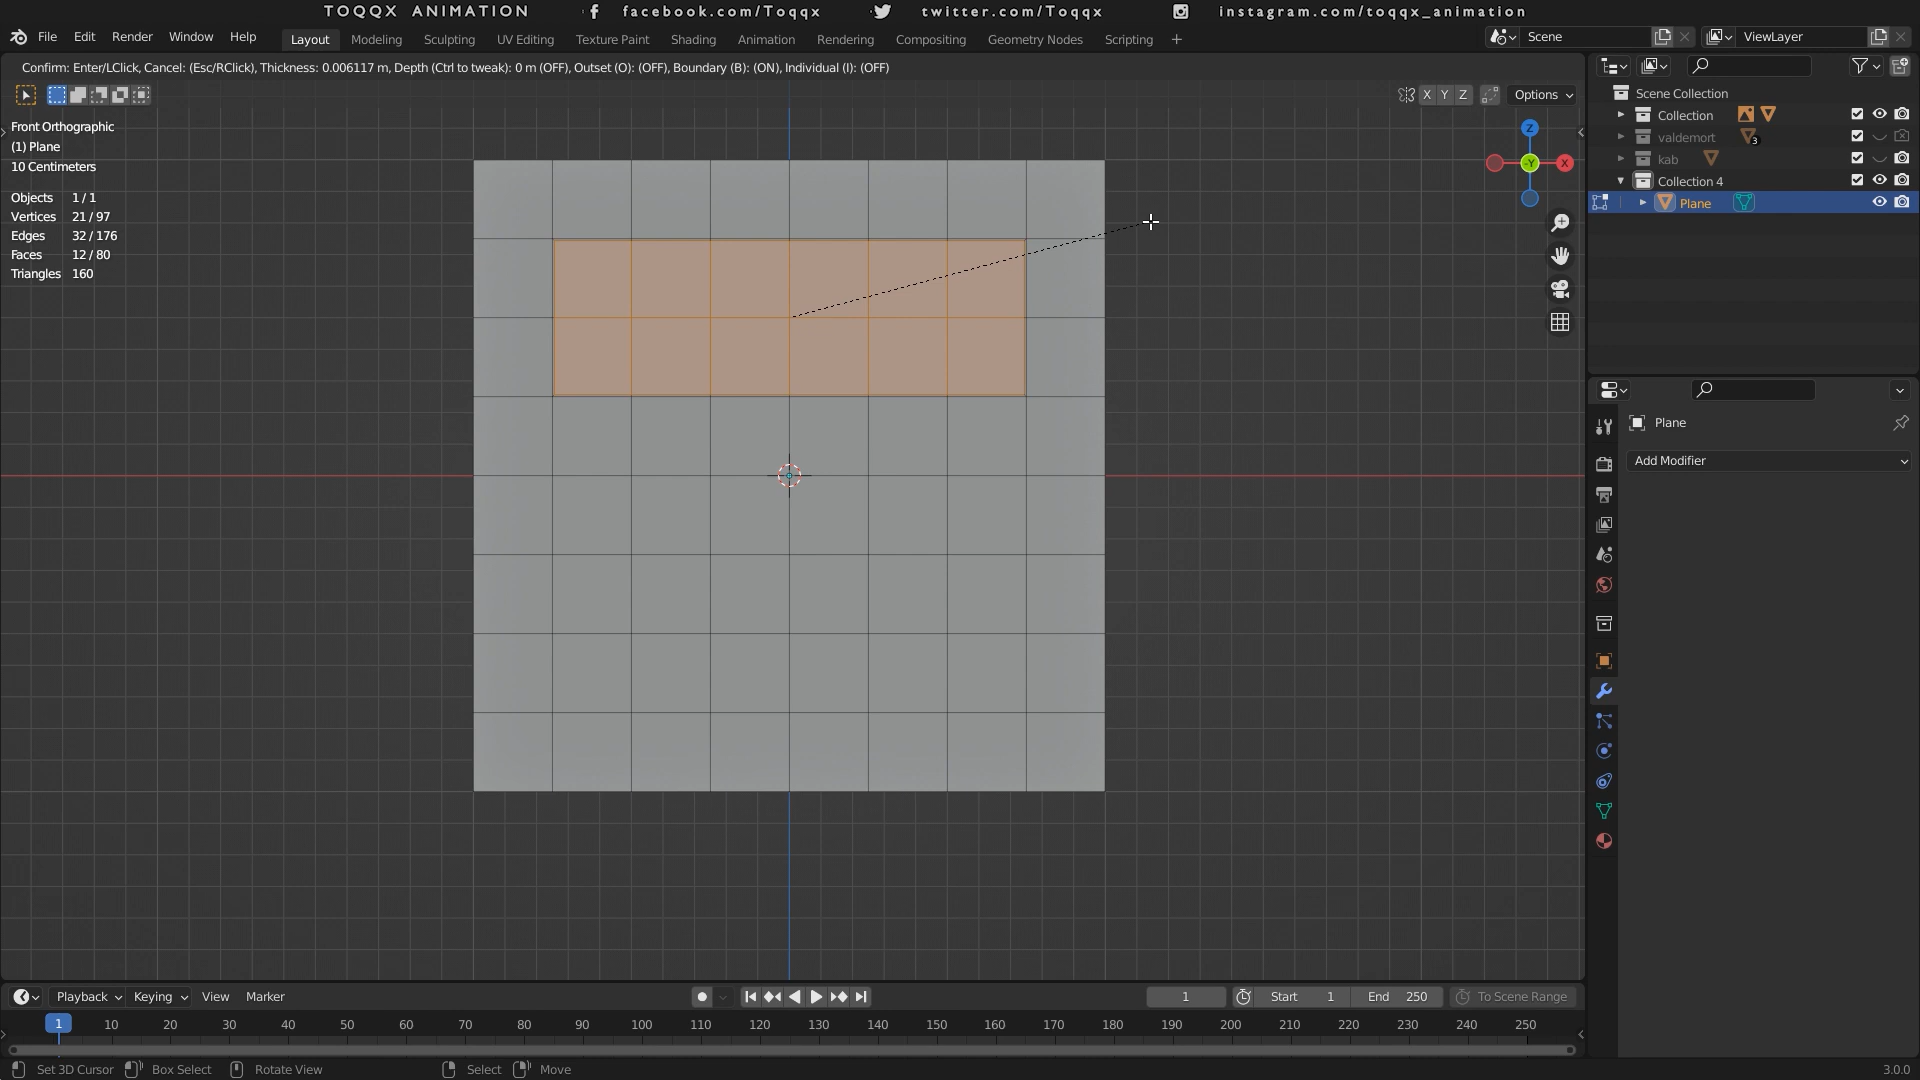 TOQQX ANIMATION facebook.com/Toqqx twitter.com/Toqqx instagram.com/toqqx_animation
File Edit Render Window Help Layout Modeling Sculpting UV Editing Texture Paint Shading Animation Rendering Compositing Geometry Nodes Scripting + Scene ViewLayer
Confirm: Enter/LClick, Cancel: (Esc/RClick), Thickness: 0.006117 m, Depth (Ctrl to tweak): 0 m (OFF), Outset (O): (OFF), Boundary (B): (ON), Individual (I): (OFF)
X Y Z Options
Front Orthographic
(1) Plane
10 Centimeters
Objects 1/1
Vertices 21/97
Edges 32/176
Faces 12/80
Triangles 160
Z
-Y X
Scene Collection
Collection
valdemort 3
kab
Collection 4
Plane
Plane
Add Modifier
Playback Keying View Marker 1 Start 1 End 250 To Scene Range
1 10 20 30 40 50 60 70 80 90 100 110 120 130 140 150 160 170 180 190 200 210 220 230 240 250
Set 3D Cursor Box Select Rotate View Select Move 3.0.0